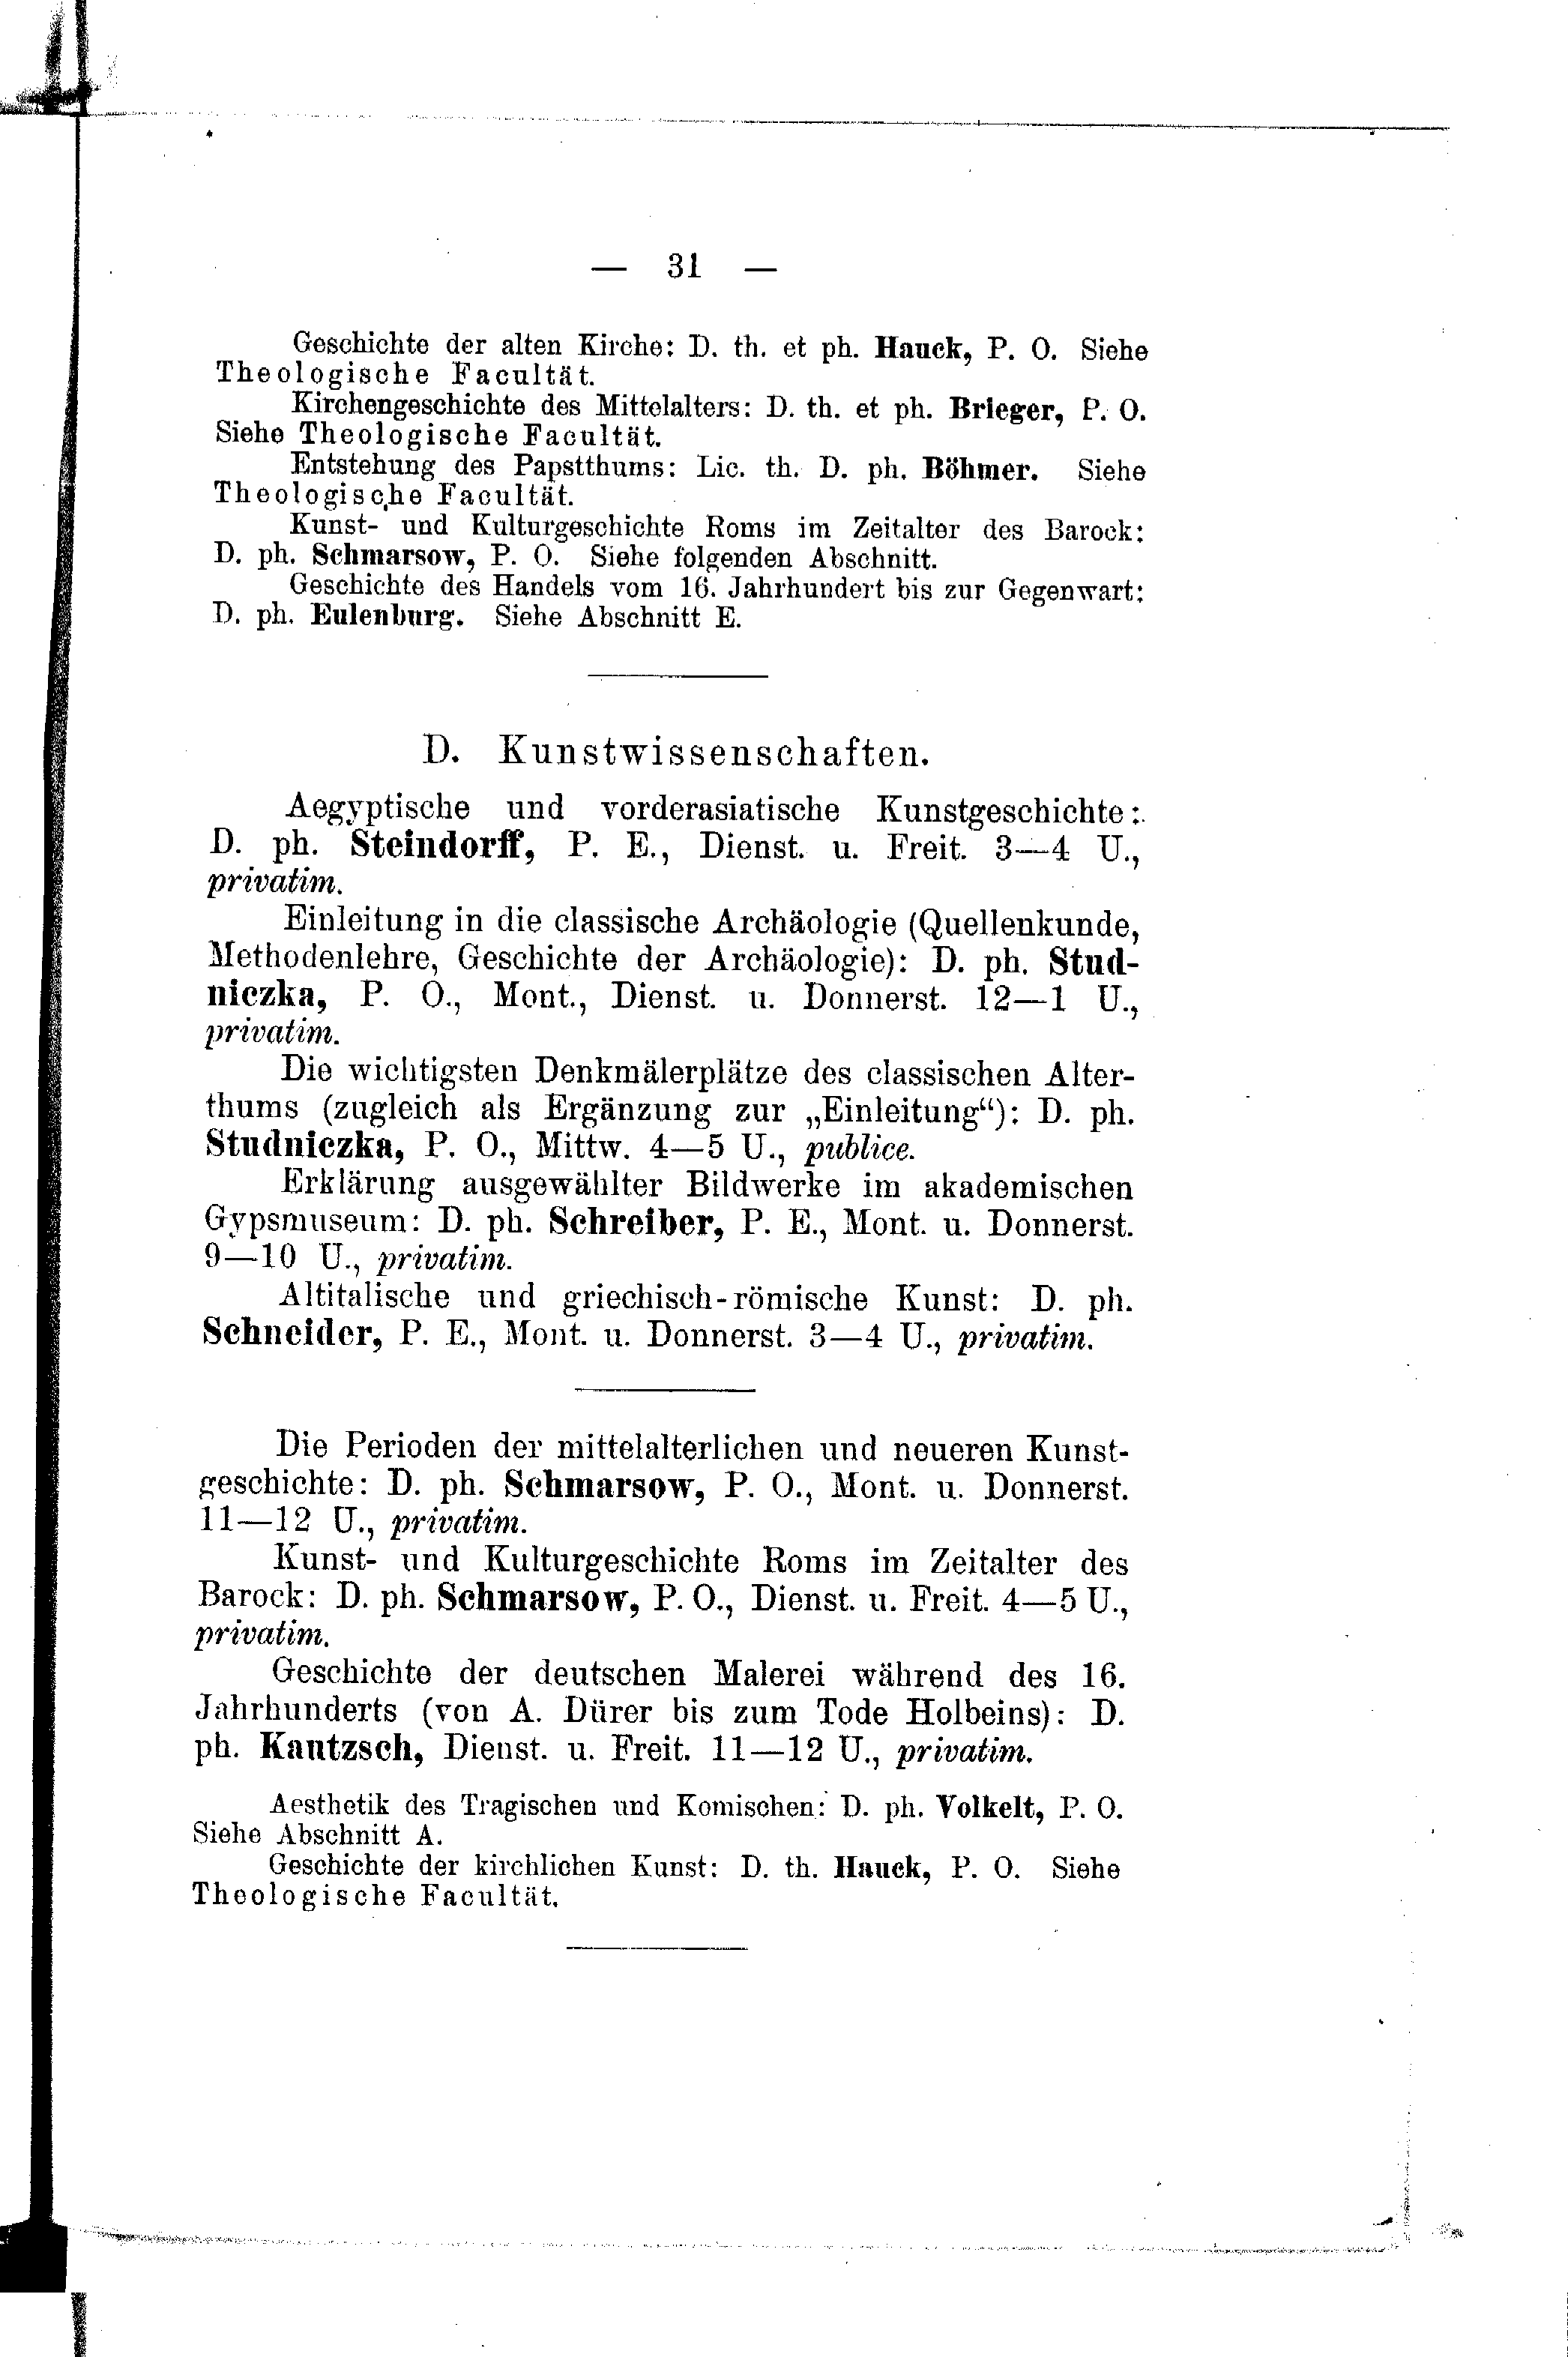 — 31 —
Geschichte der alten Kirche: D. th. et ph. Hauck, P. O. Siehe
Theologische Facultät.
Kirchengeschichte des Mittelalters: D. th. et ph. Brieger, P. O.
Siehe Theologische Facultät.
Entstehung des Papstthums: Lic. th. D. ph. Böhmer. Siehe
Theologische Facultät.
Kunst- und Kulturgeschichte Roms im Zeitalter des Barock:
D. ph. Schmarsow, P. O. Siehe folgenden Abschnitt.
Geschichte des Handels vom 16. Jahrhundert bis zur Gegenwart:
D. ph. Eulenburg. Siehe Abschnitt E.
D. Kunstwissenschaften.
Aegyptische und vorderasiatische Kunstgeschichte:
D. ph. Steindorff, P. E., Dienst. u. Freit. 3—4 U.,
privatim.
Einleitung in die classische Archäologie (Quellenkunde,
Methodenlehre, Geschichte der Archäologie): D. ph. Stud-
niczka, P. O., Mont., Dienst. u. Donnerst. 12—1 U.,
privatim.
Die wichtigsten Denkmälerplätze des classischen Alter-
thums (zugleich als Ergänzung zur „Einleitung“): D. ph.
Studniczka, P. O., Mittw. 4—5 U., publice.
Erklärung ausgewählter Bildwerke im akademischen
Gypsmuseum: D. ph. Schreiber, P. E., Mont. u. Donnerst.
9—10 U., privatim.
Altitalische und griechisch-römische Kunst: D. ph.
Schneider, P. E., Mont. u. Donnerst. 3—4 U., privatim.
Die Perioden der mittelalterlichen und neueren Kunst-
geschichte: D. ph. Schmarsow, P. O., Mont. u. Donnerst.
11—12 U., privatim.
Kunst- und Kulturgeschichte Roms im Zeitalter des
Barock: D. ph. Schmarsow, P. O., Dienst. u. Freit. 4—5 U.,
privatim.
Geschichte der deutschen Malerei während des 16.
Jahrhunderts (von A. Dürer bis zum Tode Holbeins): D.
ph. Kautzsch, Dienst. u. Freit. 11—12 U., privatim.
Aesthetik des Tragischen und Komischen: D. ph. Volkelt, P. O.
Siehe Abschnitt A.
Geschichte der kirchlichen Kunst: D. th. Hauck, P. O. Siehe
Theologische Facultät.